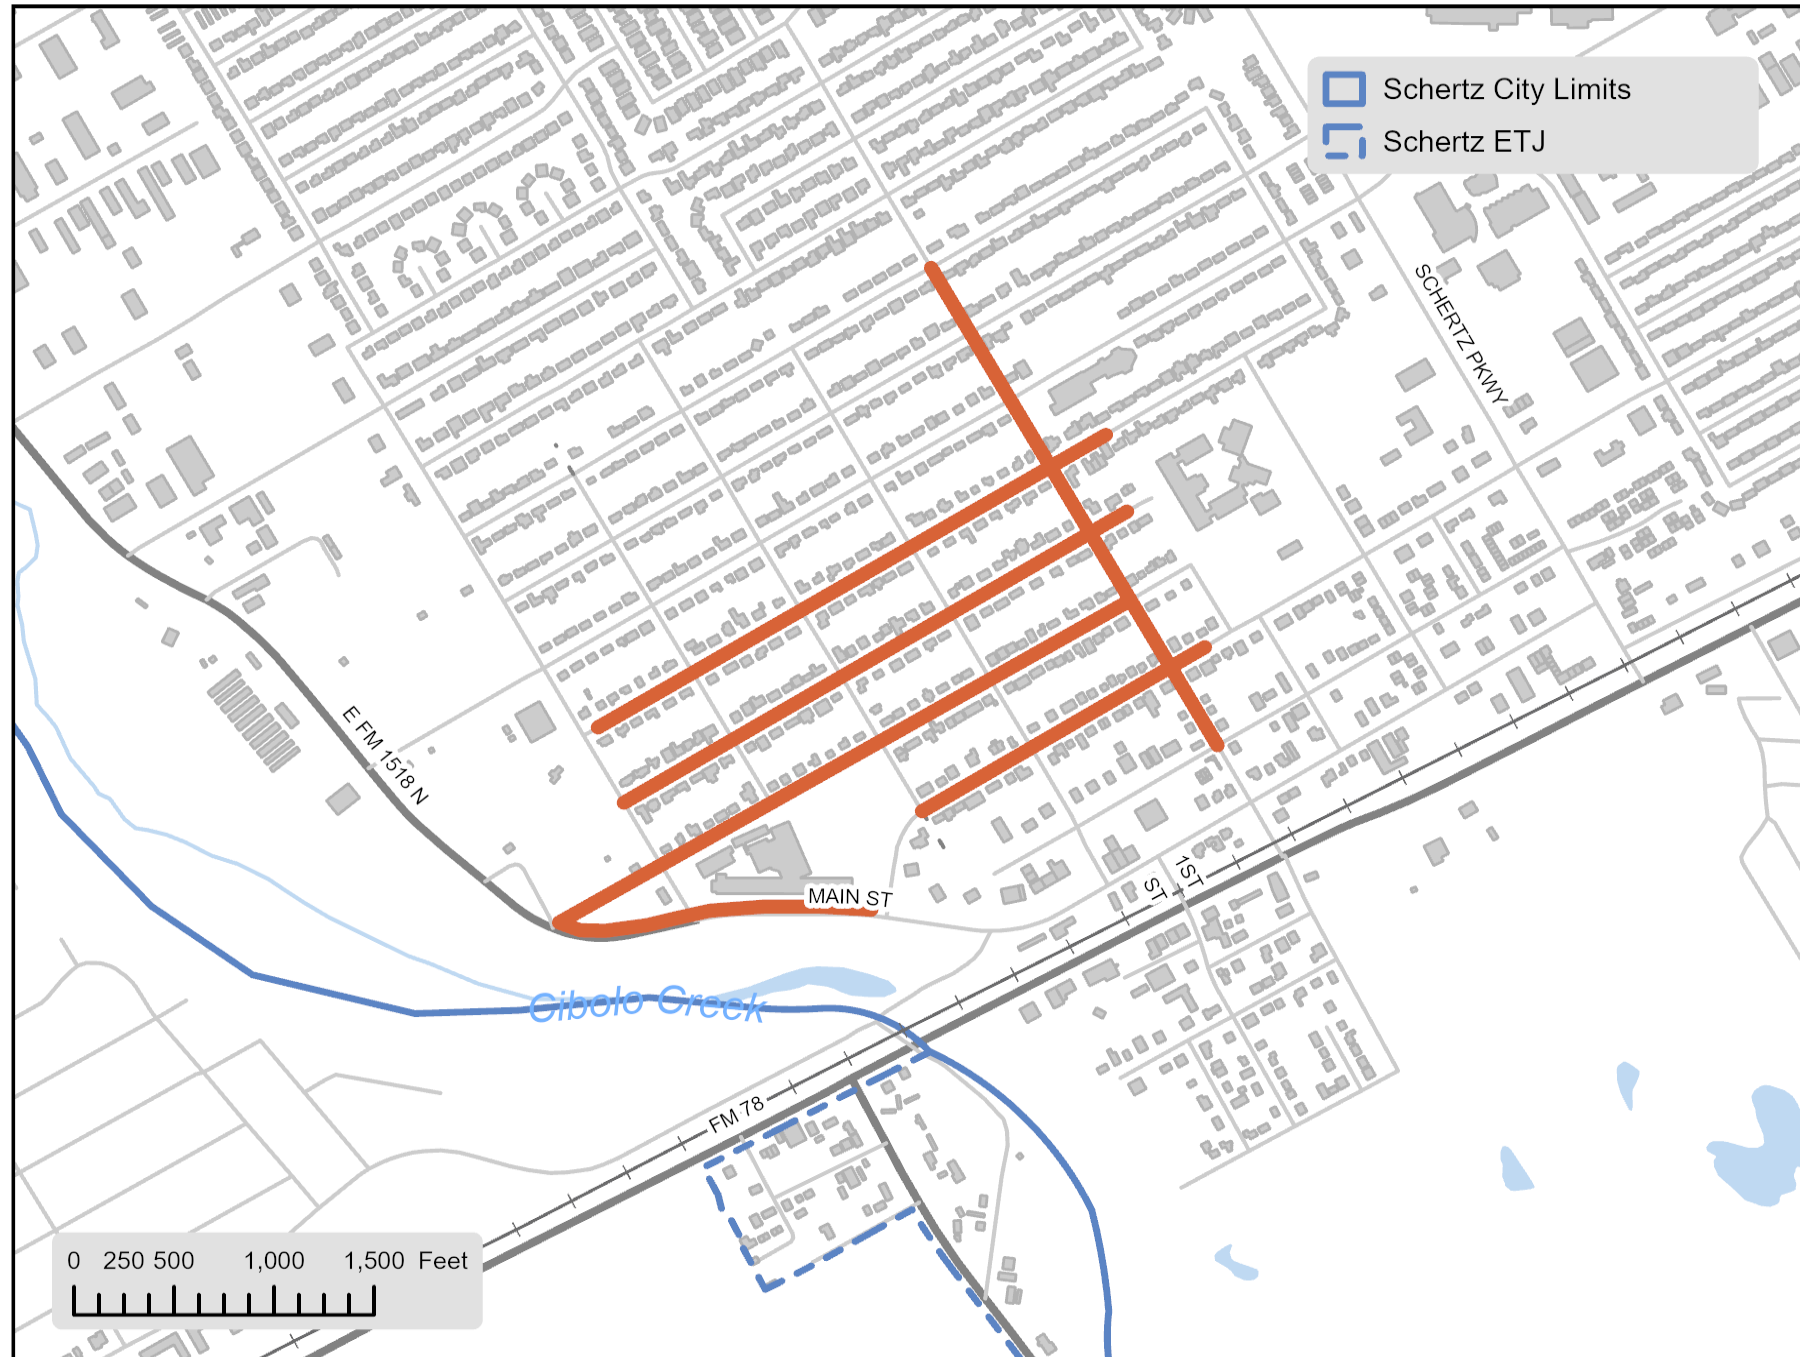 Schertz City Limits
Schertz ETJ
SCHERTZ PKWY
E FM 1518 N
MAIN ST
1ST
ST
Cibolo Creek
FM 78
0 250 500 1,000 1,500 Feet